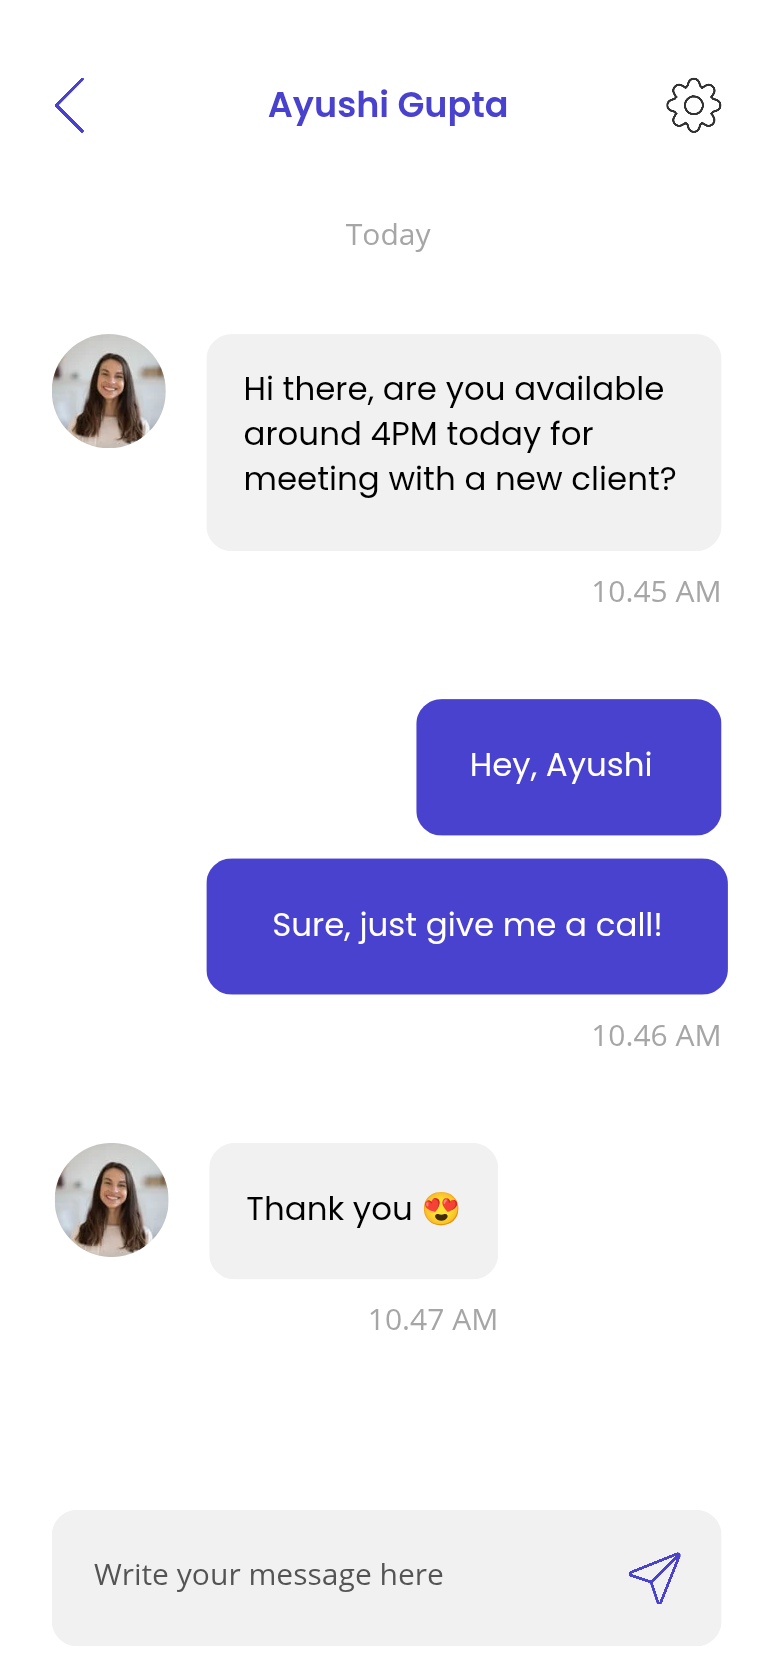 Ayushi Gupta
Today
Hi there, are you available
around 4PM today for
meeting with a new client?
10.45 AM
Hey, Ayushi
Sure, just give me a call!
10.46 AM
Thank you 😍
10.47 AM
Write your message here